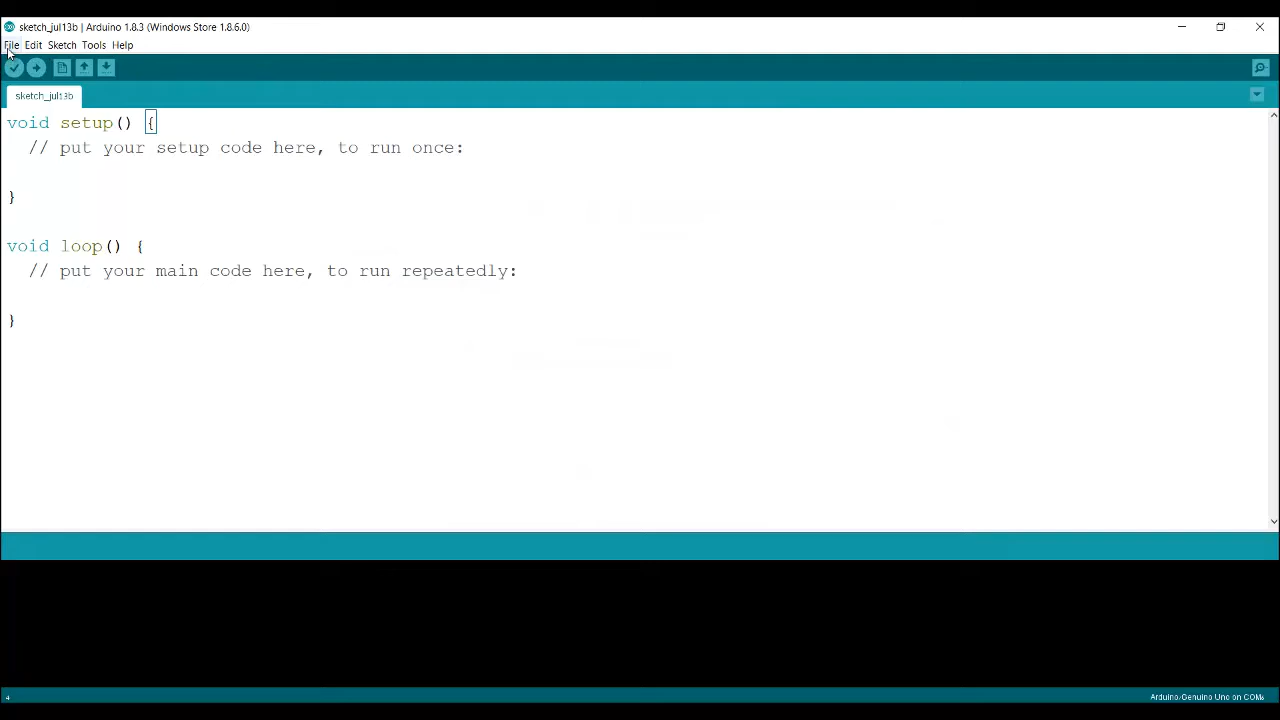 sketch_jul13b | Arduino 1.8.3 (Windows Store 1.8.6.0)
File Edit Sketch Tools Help
sketch_jul13b
void setup() {
// put your setup code here, to run once:
}
void loop() {
// put your main code here, to run repeatedly:
}
4
Arduino/Genuino Uno on COM6